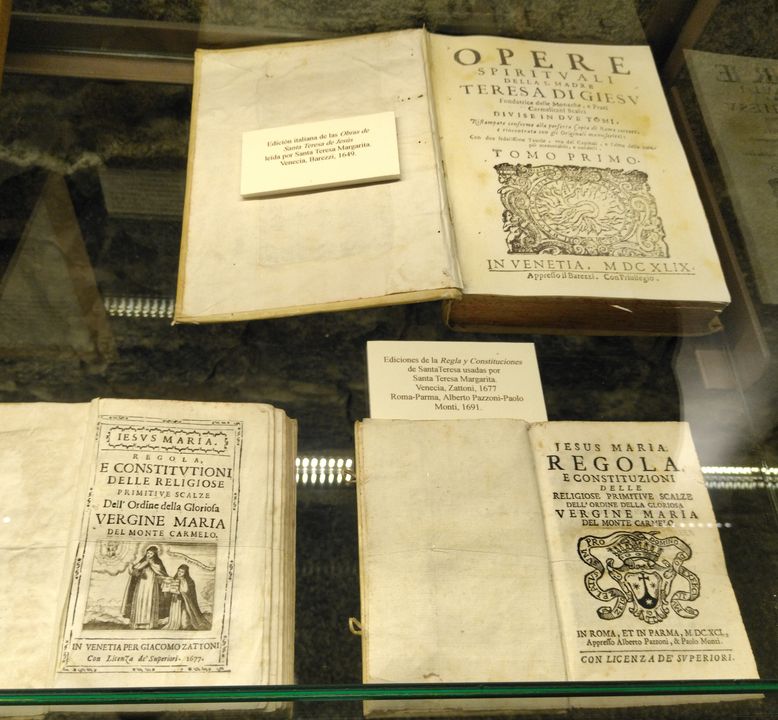 OPERE
SPIRITVALI
DELLA S. MADRE
TERESA DI GIESV
Fondatrice delle Monache, e Frati
Carmelitani Scalzi
DIVISE IN DVE TOMI,
TOMO PRIMO.
IN VENETIA, MDCXLIX.
Appresso il Barezzi. Con Priuilegio.
Edición italiana de las Obras de
Santa Teresa de Jesús
leída por Santa Teresa Margarita.
Venecia, Barezzi, 1649.
Ediciones de la Regla y Constituciones
de SantaTeresa usadas por
Santa Teresa Margarita.
Venecia, Zattoni, 1677
Roma-Parma, Alberto Pazzoni-Paolo
Monti, 1691.
IESVS MARIA.
REGOLA,
E CONSTITVTIONI
DELLE RELIGIOSE
PRIMITIVE SCALZE
Dell' Ordine della Gloriosa
VERGINE MARIA
DEL MONTE CARMELO.
IN VENETIA PER GIACOMO ZATTONI
Con Licenza de' Superiori. 1677.
JESUS MARIA.
REGOLA,
E CONSTITUZIONI
DELLE
RELIGIOSE PRIMITIVE SCALZE
DELL' ORDINE DELLA GLORIOSA
VERGINE MARIA
DEL MONTE CARMELO
IN ROMA, ET IN PARMA, M.DC.XCI,
Appresso Alberto Pazzoni, & Paolo Monti.
CON LICENZA DE' SVPERIORI.